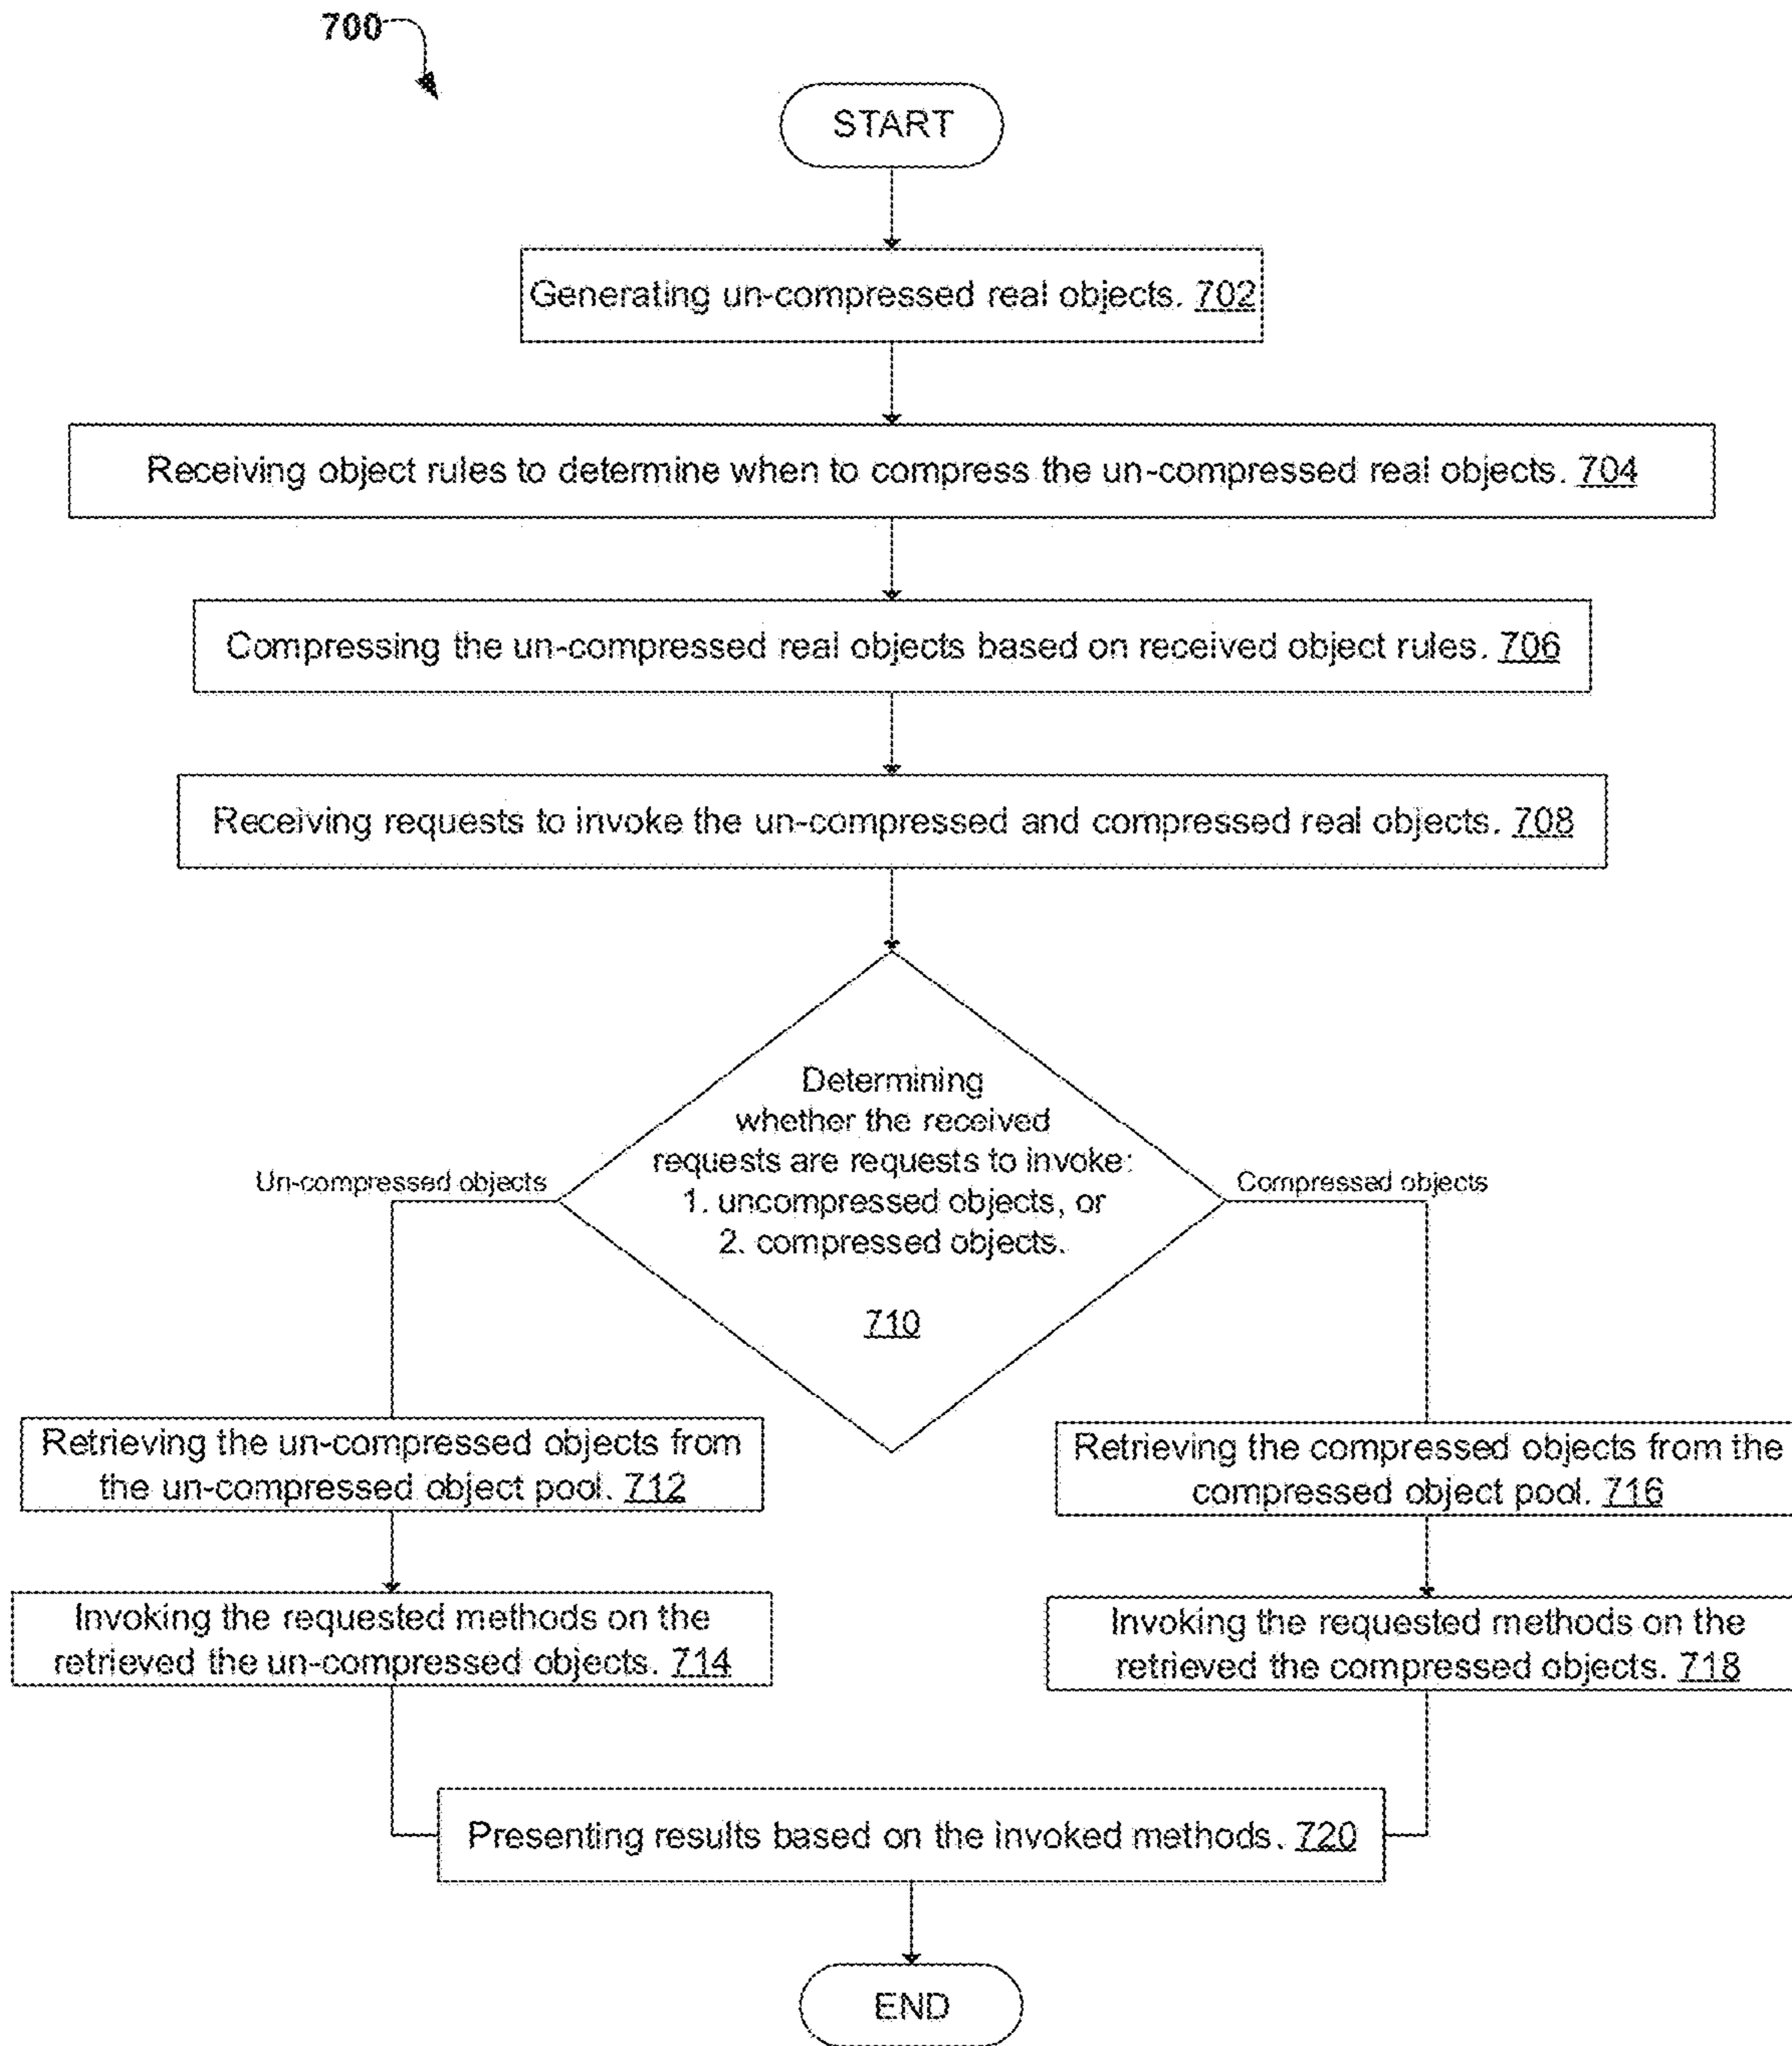 700
START
Generating un-compressed real objects. 702
Receiving object rules to determine when to compress the un-compressed real objects. 704
Compressing the un-compressed real objects based on received object rules. 706
Receiving requests to invoke the un-compressed and compressed real objects. 708
Determining
whether the received
requests are requests to invoke:
1. uncompressed objects, or
2. compressed objects.
710
Un-compressed objects
Compressed objects
Retrieving the un-compressed objects from
the un-compressed object pool. 712
Invoking the requested methods on the
retrieved the un-compressed objects. 714
Retrieving the compressed objects from the
compressed object pool. 716
Invoking the requested methods on the
retrieved the compressed objects. 718
Presenting results based on the invoked methods. 720
END